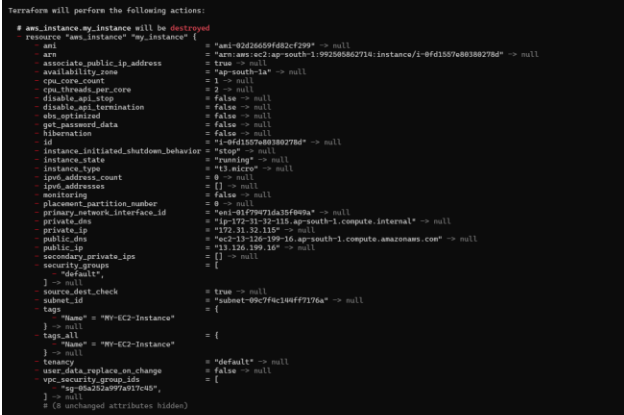 Terraform will perform the following actions:
# aws_instance.my_instance will be destroyed
- resource "aws_instance" "my_instance" {
- ami = "ami-02d26659fd82cf299" -> null
- arn = "arn:aws:ec2:ap-south-1:992505862714:instance/i-0fd1557e80380278d" -> null
- associate_public_ip_address = true -> null
- availability_zone = "ap-south-1a" -> null
- cpu_core_count = 1 -> null
- cpu_threads_per_core = 2 -> null
- disable_api_stop = false -> null
- disable_api_termination = false -> null
- ebs_optimized = false -> null
- get_password_data = false -> null
- hibernation = false -> null
- id = "i-0fd1557e80380278d" -> null
- instance_initiated_shutdown_behavior = "stop" -> null
- instance_state = "running" -> null
- instance_type = "t3.micro" -> null
- ipv6_address_count = 0 -> null
- ipv6_addresses = [] -> null
- monitoring = false -> null
- placement_partition_number = 0 -> null
- primary_network_interface_id = "eni-01f79471da35f049a" -> null
- private_dns = "ip-172-31-32-115.ap-south-1.compute.internal" -> null
- private_ip = "172.31.32.115" -> null
- public_dns = "ec2-13-126-199-16.ap-south-1.compute.amazonaws.com" -> null
- public_ip = "13.126.199.16" -> null
- secondary_private_ips = [] -> null
- security_groups = [
- "default",
] -> null
- source_dest_check = true -> null
- subnet_id = "subnet-09c7f4c144ff7176a" -> null
- tags = {
- "Name" = "MY-EC2-Instance"
} -> null
- tags_all = {
- "Name" = "MY-EC2-Instance"
} -> null
- tenancy = "default" -> null
- user_data_replace_on_change = false -> null
- vpc_security_group_ids = [
- "sg-05a252a997a917c45",
] -> null
# (8 unchanged attributes hidden)